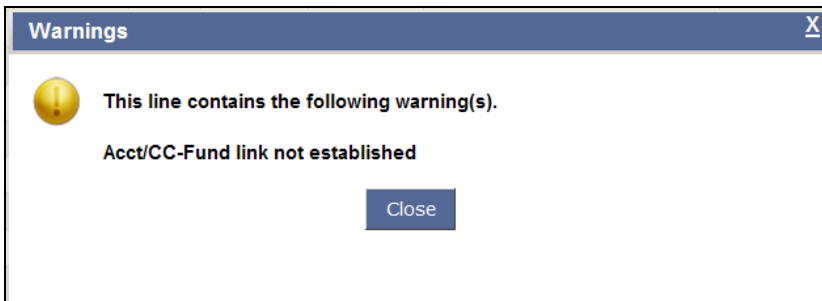 Warnings X
This line contains the following warning(s).
Acct/CC-Fund link not established
Close